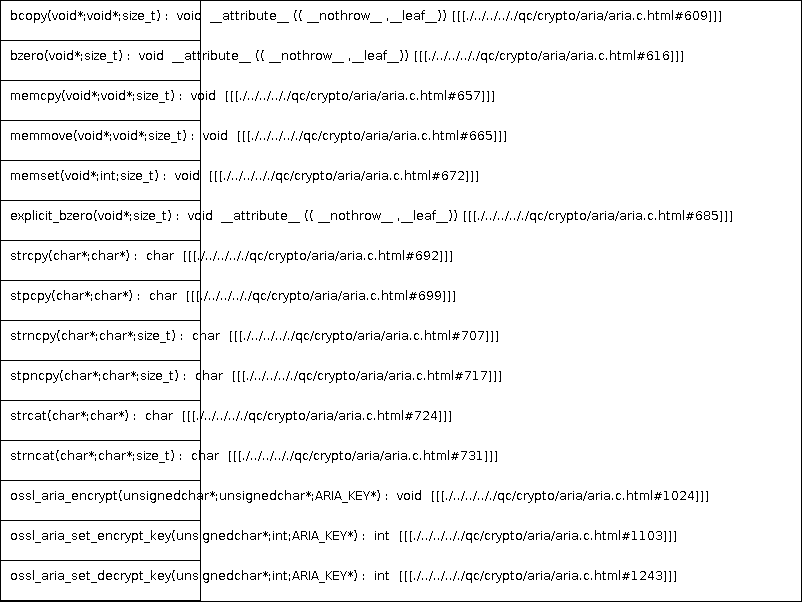 bcopy(void*;void*;size_t) : void __attribute__ (( __nothrow__ ,__leaf__)) [[[./../../../qc/crypto/aria/aria.c.html#609]]]
bzero(void*;size_t) : void __attribute__ (( __nothrow__ ,__leaf__)) [[[./../../../qc/crypto/aria/aria.c.html#616]]]
memcpy(void*;void*;size_t) : void [[[./../../../qc/crypto/aria/aria.c.html#657]]]
memmove(void*;void*;size_t) : void [[[./../../../qc/crypto/aria/aria.c.html#665]]]
memset(void*;int;size_t) : void [[[./../../../qc/crypto/aria/aria.c.html#672]]]
explicit_bzero(void*;size_t) : void __attribute__ (( __nothrow__ ,__leaf__)) [[[./../../../qc/crypto/aria/aria.c.html#685]]]
strcpy(char*;char*) : char [[[./../../../qc/crypto/aria/aria.c.html#692]]]
stpcpy(char*;char*) : char [[[./../../../qc/crypto/aria/aria.c.html#699]]]
strncpy(char*;char*;size_t) : char [[[./../../../qc/crypto/aria/aria.c.html#707]]]
stpncpy(char*;char*;size_t) : char [[[./../../../qc/crypto/aria/aria.c.html#717]]]
strcat(char*;char*) : char [[[./../../../qc/crypto/aria/aria.c.html#724]]]
strncat(char*;char*;size_t) : char [[[./../../../qc/crypto/aria/aria.c.html#731]]]
ossl_aria_encrypt(unsignedchar*;unsignedchar*;ARIA_KEY*) : void [[[./../../../qc/crypto/aria/aria.c.html#1024]]]
ossl_aria_set_encrypt_key(unsignedchar*;int;ARIA_KEY*) : int [[[./../../../qc/crypto/aria/aria.c.html#1103]]]
ossl_aria_set_decrypt_key(unsignedchar*;int;ARIA_KEY*) : int [[[./../../../qc/crypto/aria/aria.c.html#1243]]]